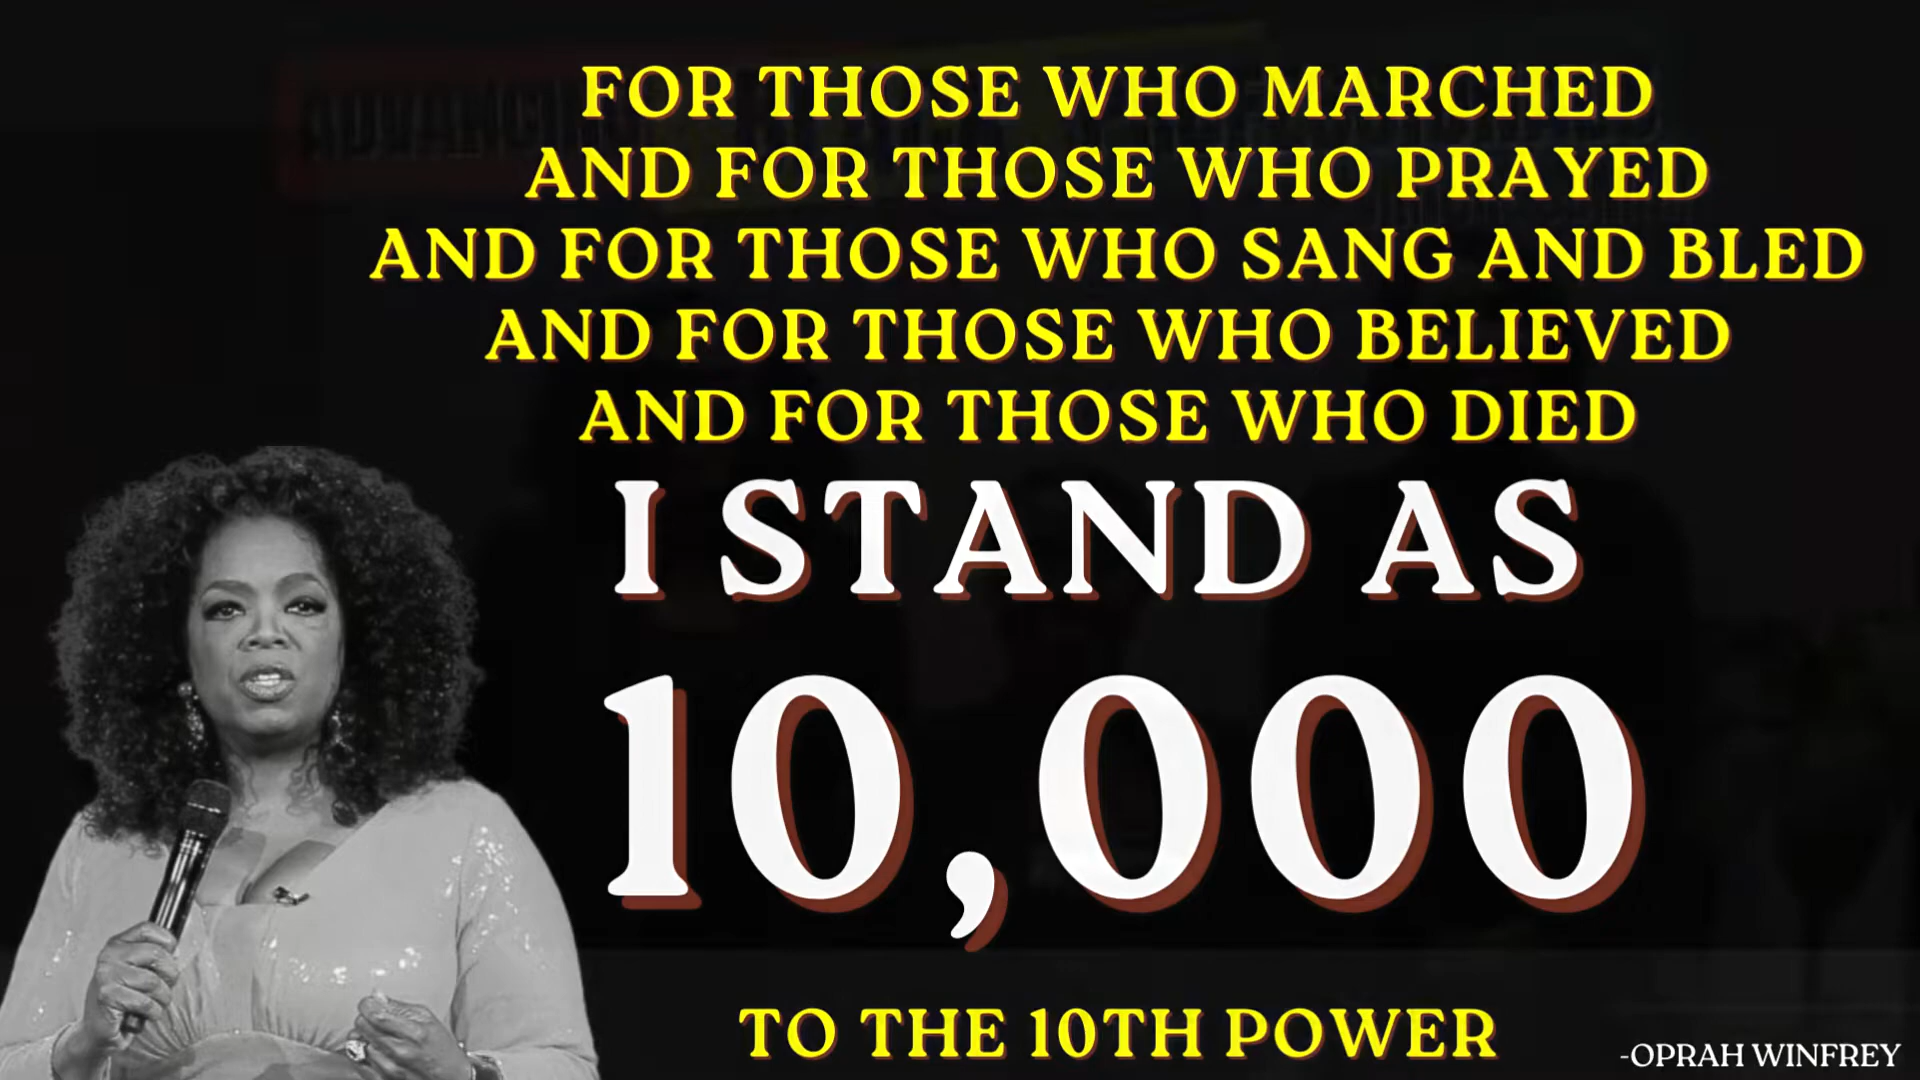 FOR THOSE WHO MARCHED
AND FOR THOSE WHO PRAYED
AND FOR THOSE WHO SANG AND BLED
AND FOR THOSE WHO BELIEVED
AND FOR THOSE WHO DIED
I STAND AS
10,000
TO THE 10TH POWER
-OPRAH WINFREY